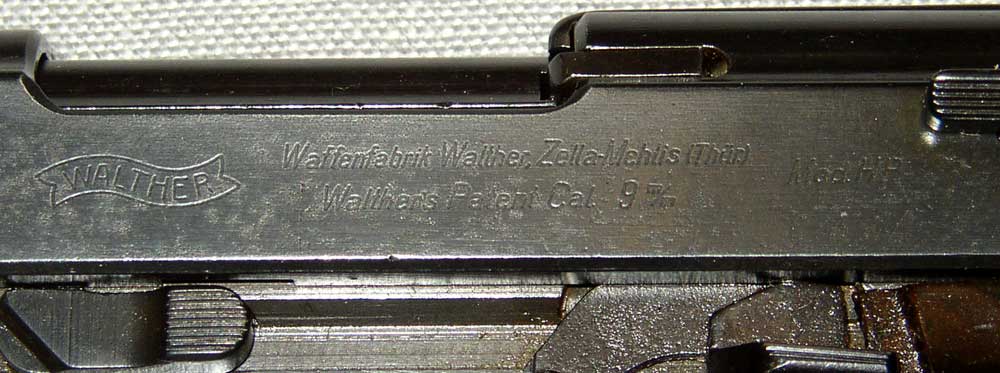 WALTHER
Waffenfabrik Walther, Zella-Mehlis (Thür)
Walthers Patent Cal. 9 m/m
Mod. HP